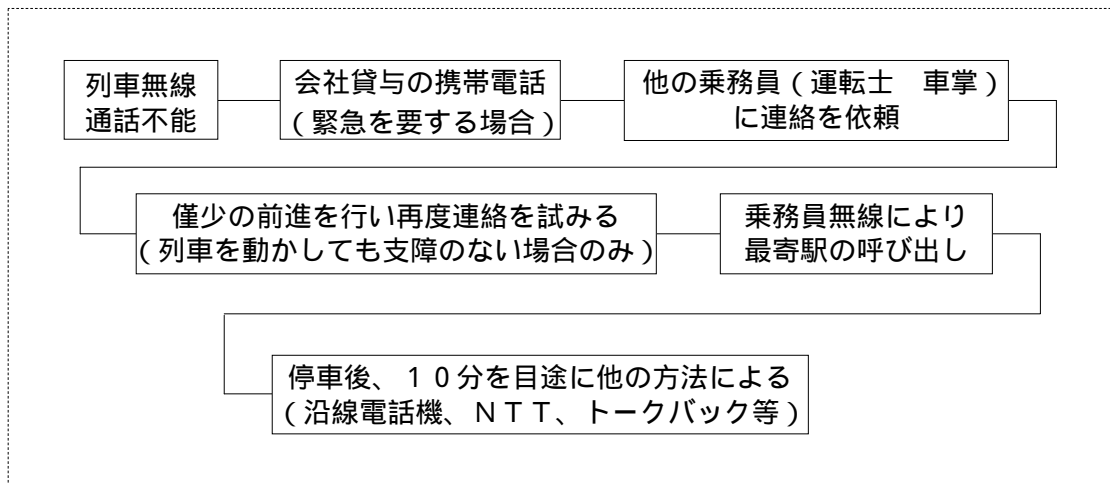 列車無線
通話不能
会社貸与の携帯電話
（緊急を要する場合）
他の乗務員（運転士　車掌）
に連絡を依頼
僅少の前進を行い再度連絡を試みる
（列車を動かしても支障のない場合のみ）
乗務員無線により
最寄駅の呼び出し
停車後、１０分を目途に他の方法による
（沿線電話機、ＮＴＴ、トークバック等）